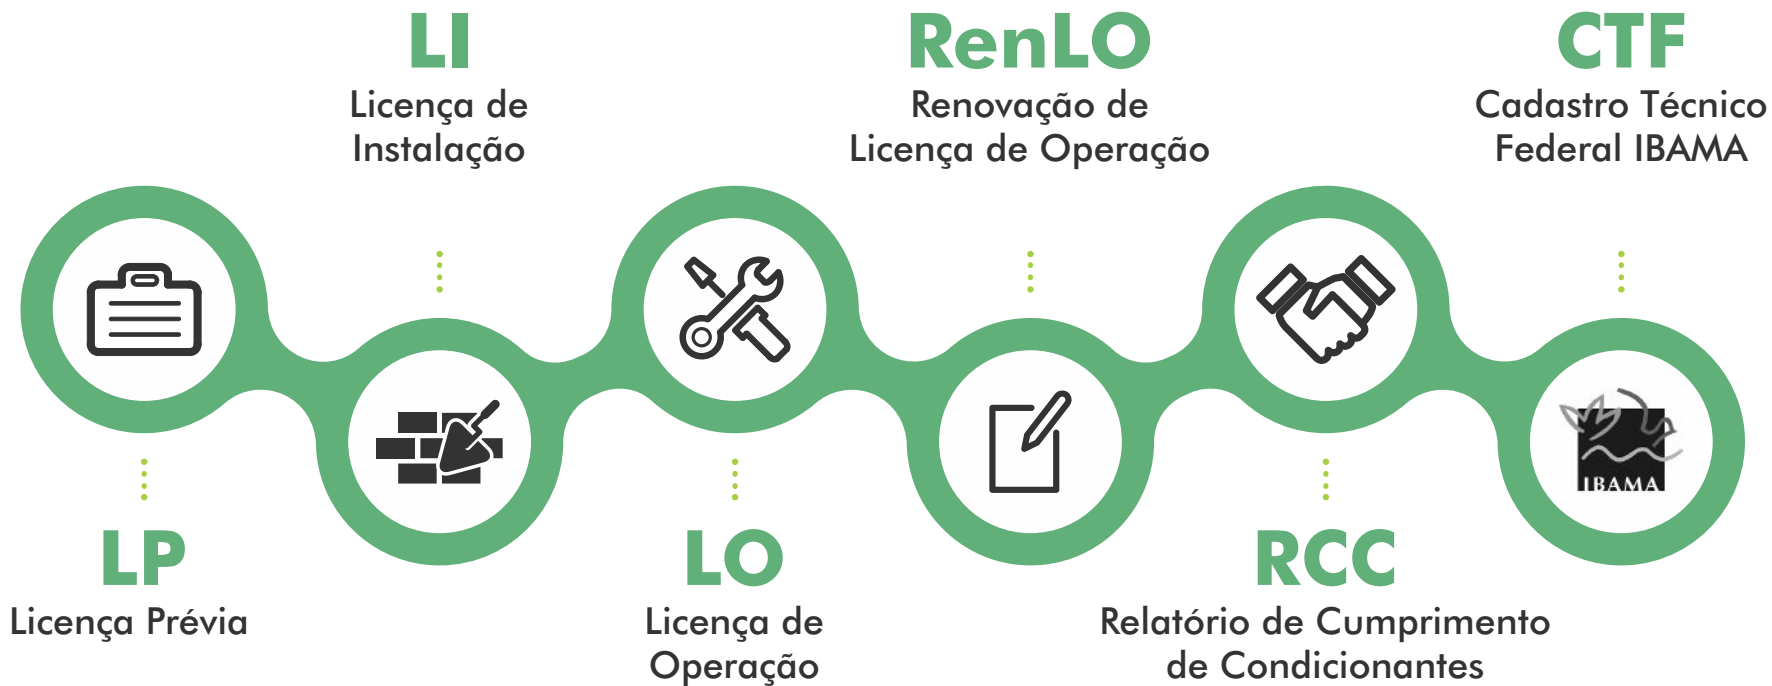 LI
Licença de
Instalação
RenLO
Renovação de
Licença de Operação
CTF
Cadastro Técnico
Federal IBAMA
IBAMA
LP
Licença Prévia
LO
Licença de
Operação
RCC
Relatório de Cumprimento
de Condicionantes